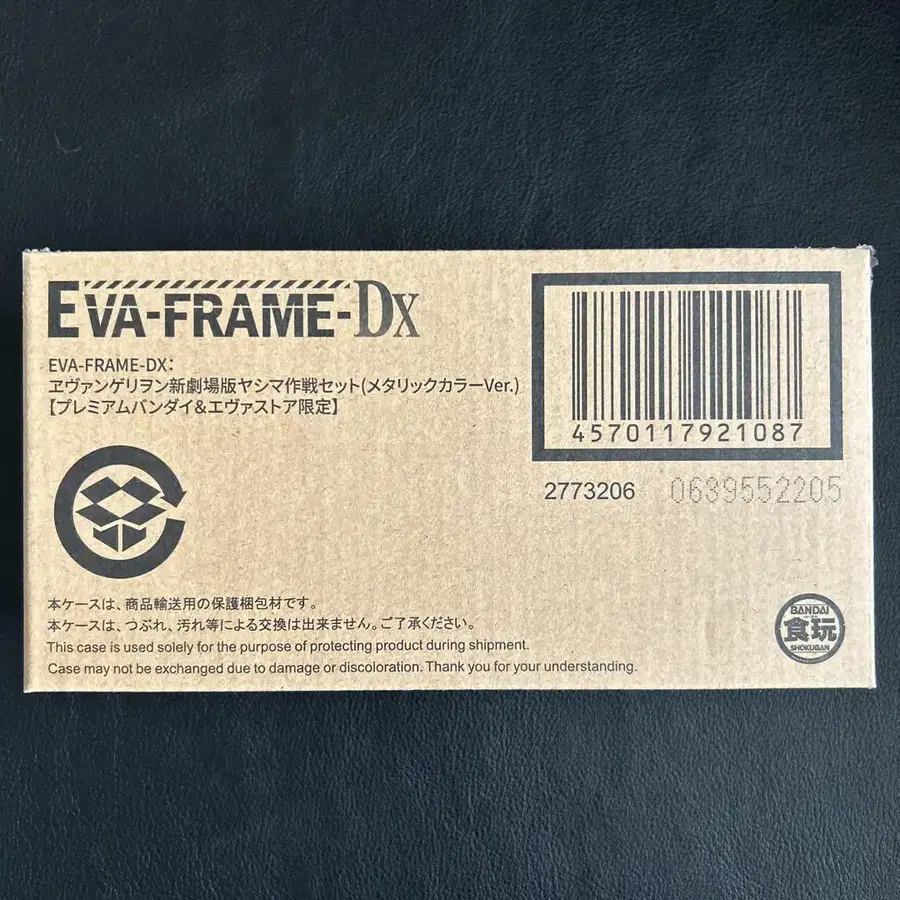 EVA-FRAME-DX
EVA-FRAME-DX:
ヱヴァンゲリヲン新劇場版ヤシマ作戦セット(メタリックカラーVer.)
【プレミアムバンダイ&エヴァストア限定】
4570117921087
2773206 0639552205
本ケースは、商品輸送用の保護梱包材です。
本ケースは、つぶれ、汚れ等による交換は出来ません。ご了承ください。
This case is used solely for the purpose of protecting product during shipment.
Case may not be exchanged due to damage or discoloration. Thank you for your understanding.
BANDAI
食玩
SHOKUGAN